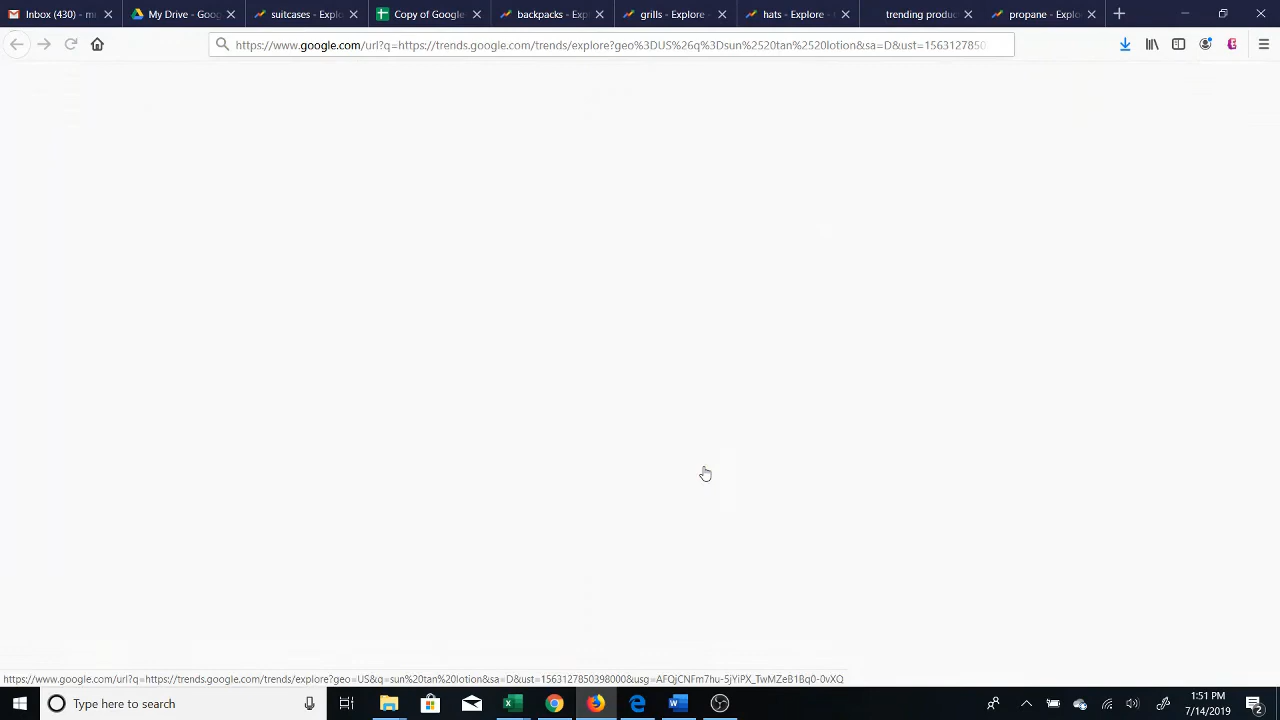 Inbox (430) - m
My Drive - Goog
suitcases - Explo
Copy of Google
backpacks - Exp
grills - Explore -
hats - Explore -
trending produc
propane - Explo
https://www.google.com/url?q=https://trends.google.com/trends/explore?geo%3DUS%26q%3Dsun%2520tan%2520lotion&sa=D&ust=1563127850
https://www.google.com/url?q=https://trends.google.com/trends/explore?geo=US&q=sun%20tan%20lotion&sa=D&ust=1563127850398000&usg=AFQjCNFm7hu-5jYiPX_TwMZeB1Bq0-0vXQ
Type here to search
1:51 PM
7/14/2019
2